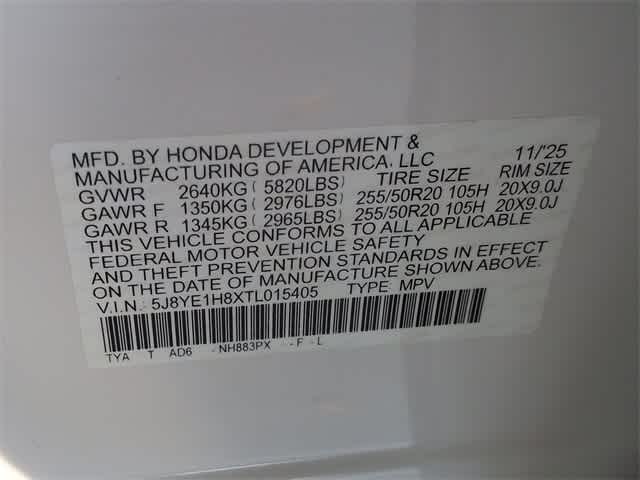 MFD. BY HONDA DEVELOPMENT & 11/'25
MANUFACTURING OF AMERICA, LLC
GVWR 2640KG ( 5820LBS) TIRE SIZE RIM SIZE
GAWR F 1350KG ( 2976LBS) 255/50R20 105H 20X9.0J
GAWR R 1345KG ( 2965LBS) 255/50R20 105H 20X9.0J
THIS VEHICLE CONFORMS TO ALL APPLICABLE
FEDERAL MOTOR VEHICLE SAFETY
AND THEFT PREVENTION STANDARDS IN EFFECT
ON THE DATE OF MANUFACTURE SHOWN ABOVE.
V.I.N: 5J8YE1H8XTL015405 TYPE: MPV
TYA T AD6 - NH883PX - F - L